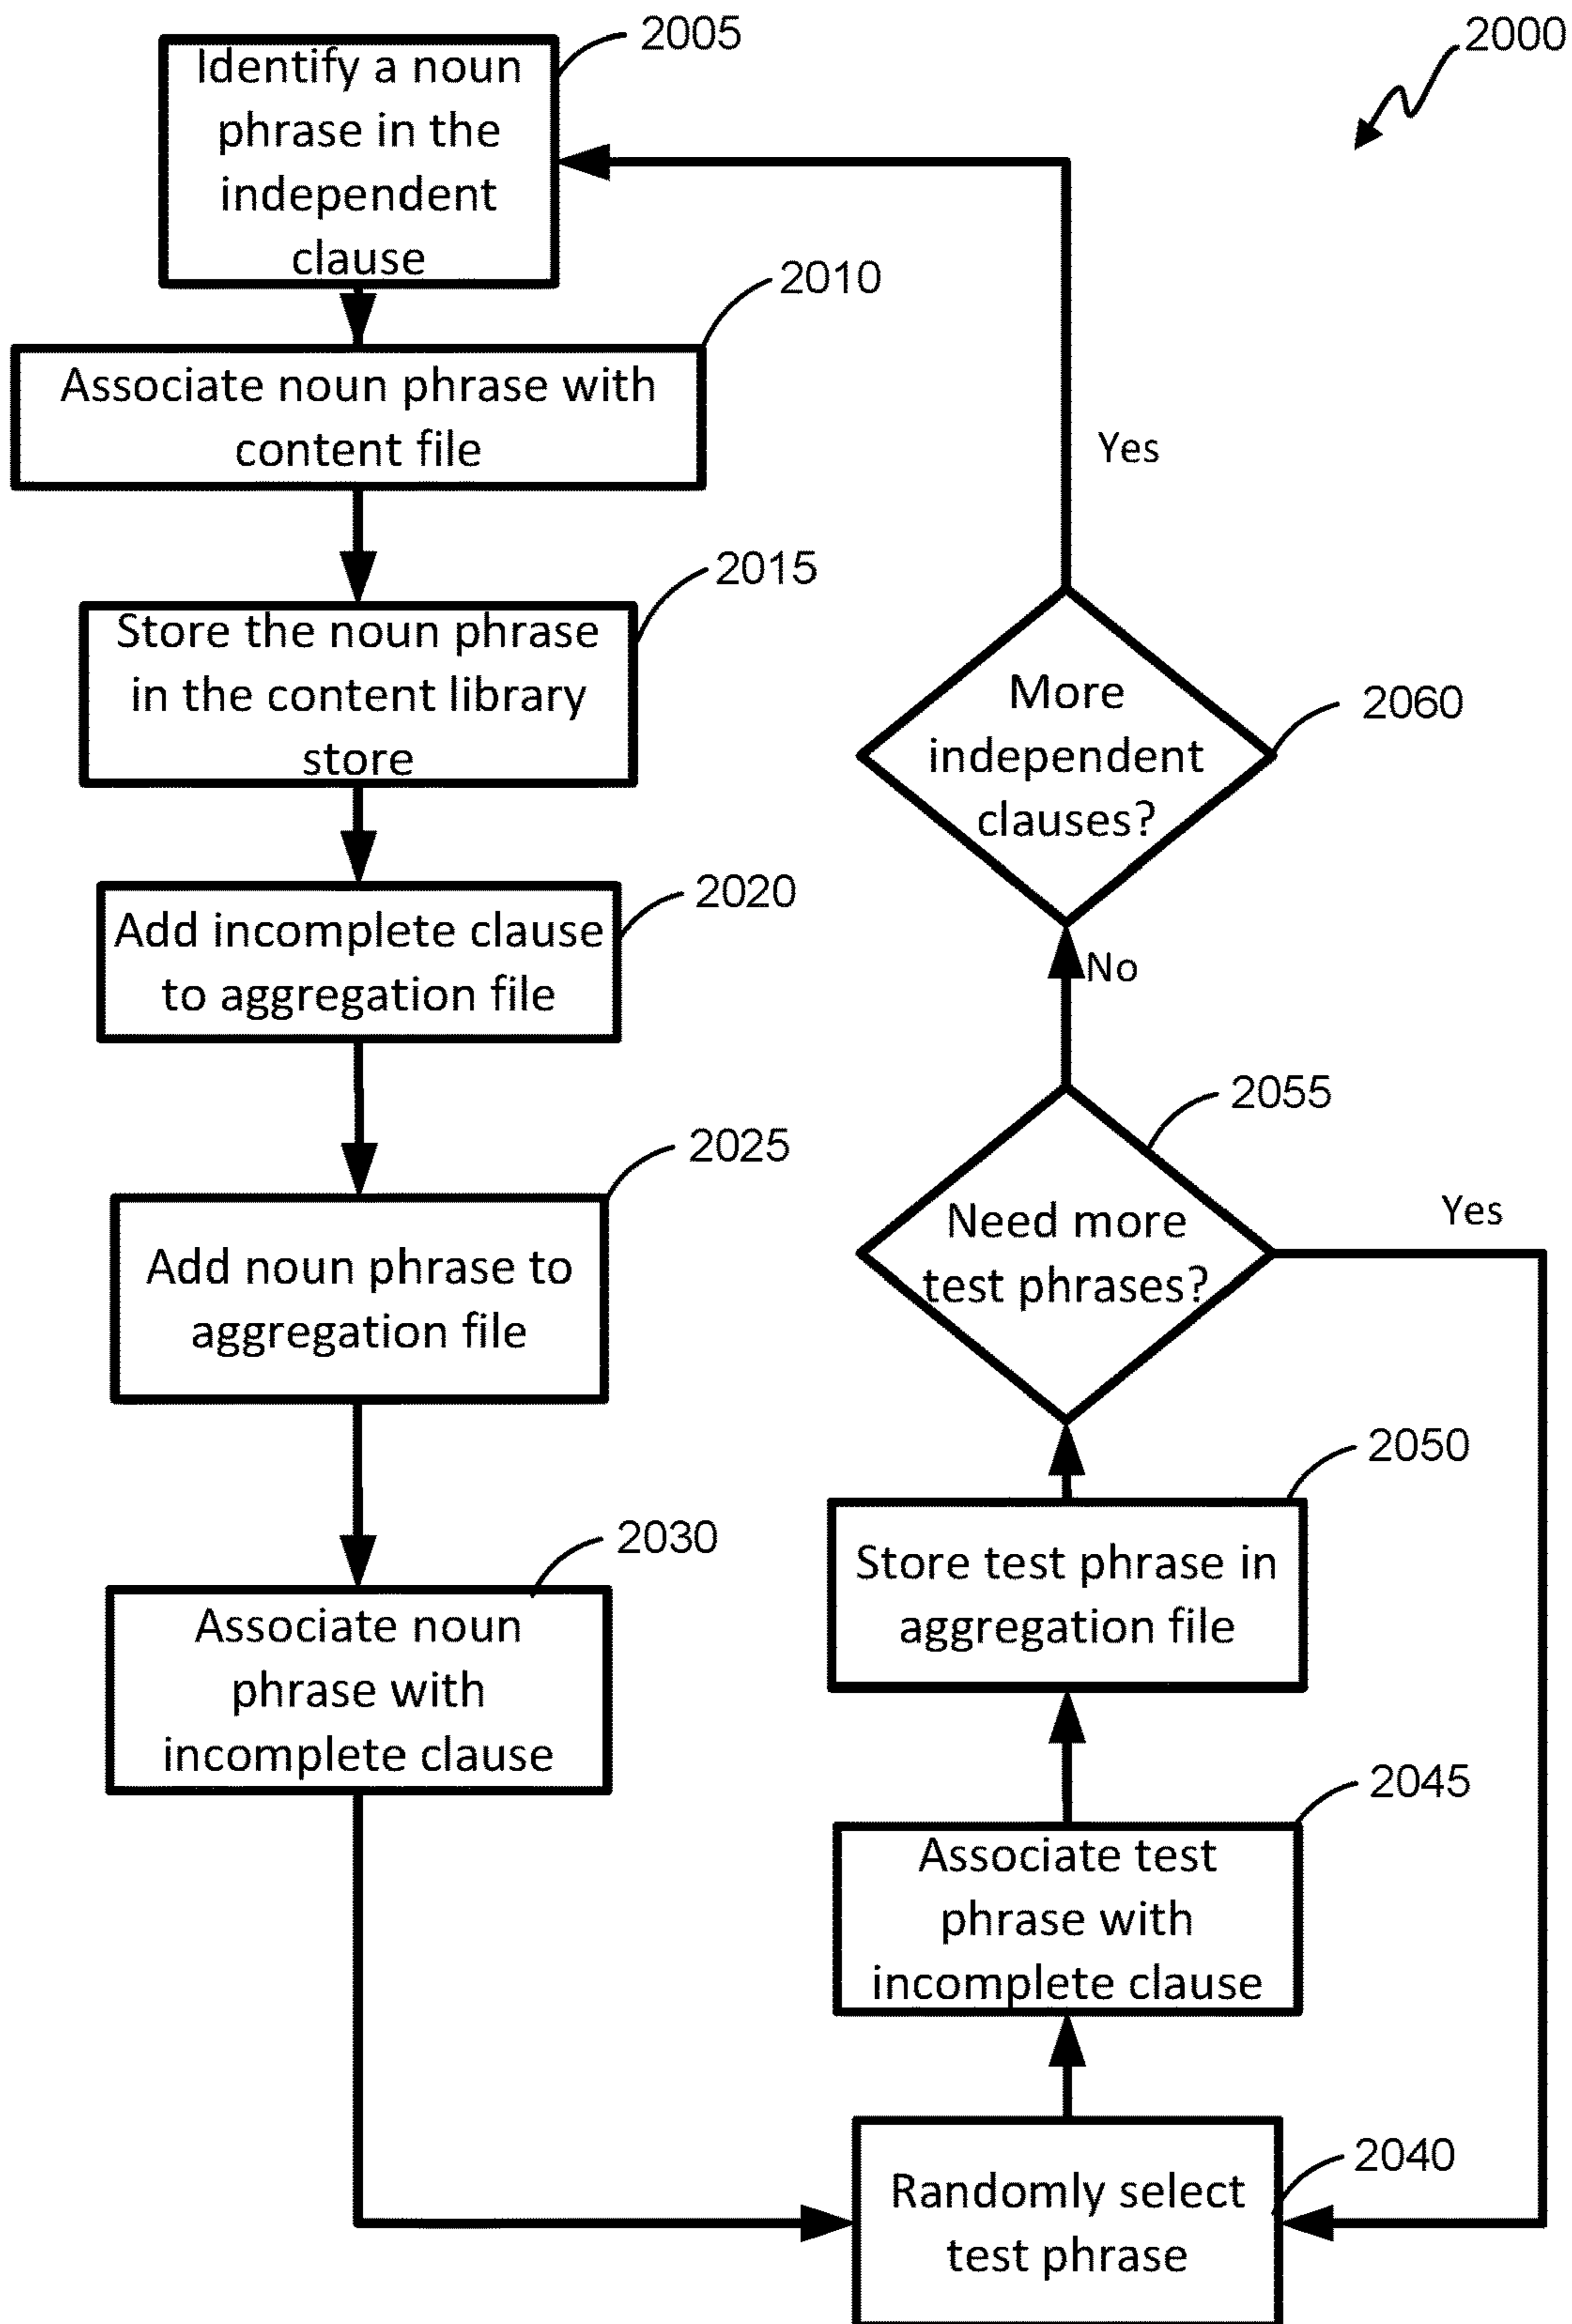 2005
2000
Identify a noun
phrase in the
independent
clause
2010
Associate noun phrase with
content file
Yes
2015
Store the noun phrase
in the content library
store
More
independent
clauses?
2060
2020
Add incomplete clause
to aggregation file
No
2055
2025
Add noun phrase to
aggregation file
Need more
test phrases?
Yes
2050
2030
Associate noun
phrase with
incomplete clause
Store test phrase in
aggregation file
2045
Associate test
phrase with
incomplete clause
2040
Randomly select
test phrase